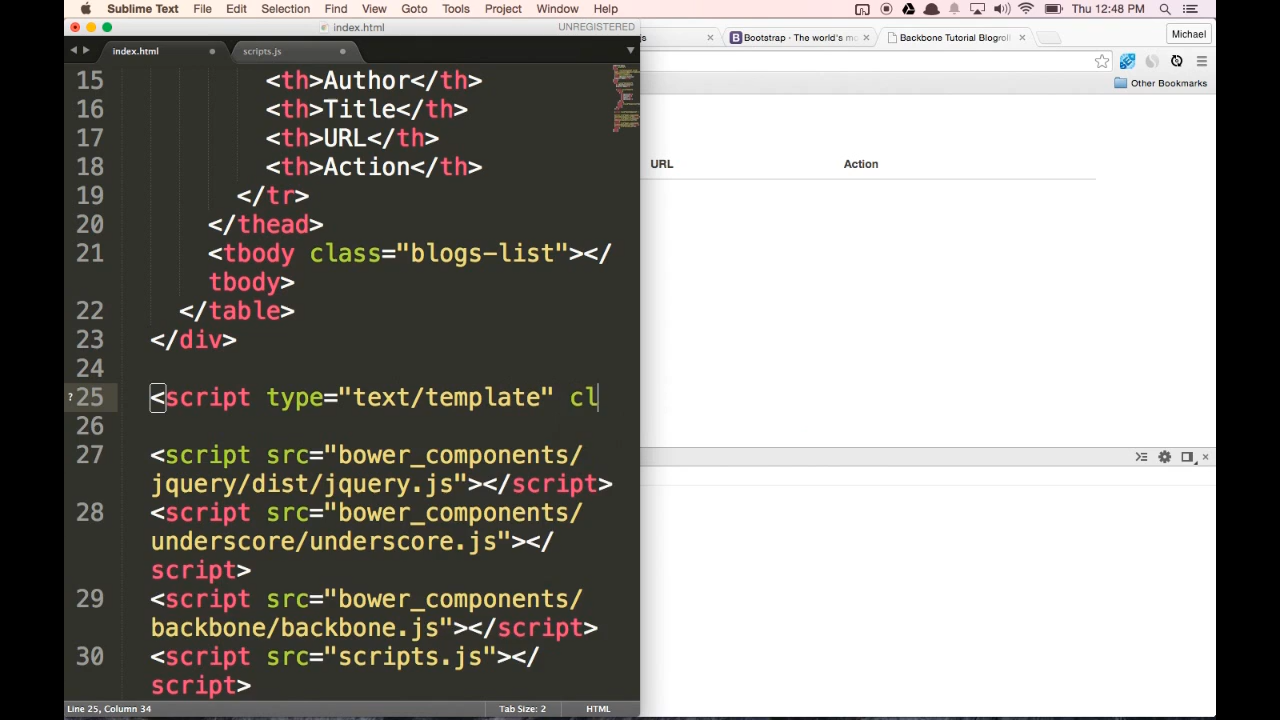 Sublime Text File Edit Selection Find View Goto Tools Project Window Help Thu 12:48 PM
index.html UNREGISTERED
index.html scripts.js
s Bootstrap · The world's mo Backbone Tutorial Blogroll Michael
Other Bookmarks
15 <th>Author</th>
16 <th>Title</th>
17 <th>URL</th>
18 <th>Action</th>
19 </tr>
20 </thead>
21 <tbody class="blogs-list"></
tbody>
22 </table>
23 </div>
24
?25 <script type="text/template" cl
26
27 <script src="bower_components/
jquery/dist/jquery.js"></script>
28 <script src="bower_components/
underscore/underscore.js"></
script>
29 <script src="bower_components/
backbone/backbone.js"></script>
30 <script src="scripts.js"></
script>
URL Action
Line 25, Column 34 Tab Size: 2 HTML